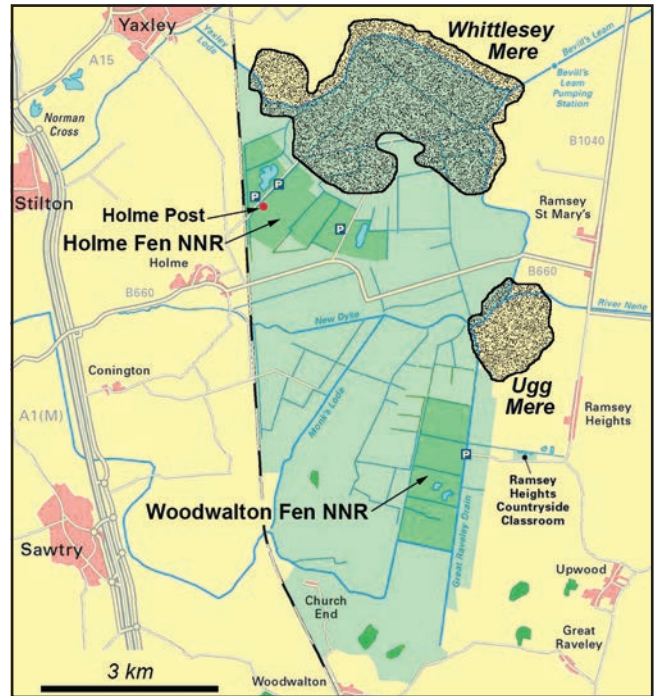 Yaxley
Yaxley
Lode
A15
Norman
Cross
Stilton
Whittlesey
Mere
Bevill's Leam
Bevill's
Leam
Pumping
Station
B1040
Holme Post
P
P
P
Holme Fen NNR
Ramsey
St Mary's
Holme
B660
B660
River Nene
New Dyke
Ugg
Mere
Conington
A1(M)
Monk's Lode
Ramsey
Heights
P
Ramsey
Heights
Countryside
Classroom
Woodwalton Fen NNR
Great Raveley Drain
Sawtry
Upwood
Church
End
Great
Raveley
3 km
Woodwalton